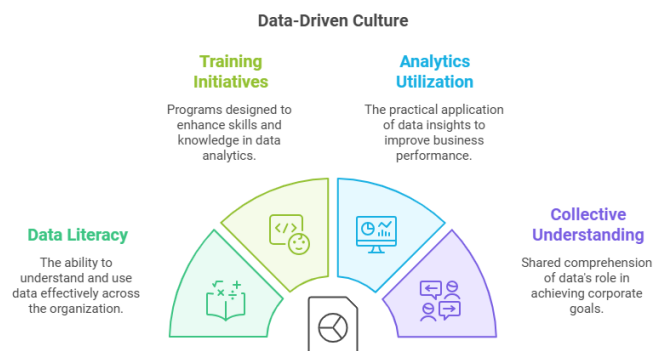 Data-Driven Culture
Training
Initiatives
Programs designed to
enhance skills and
knowledge in data
analytics.
Analytics
Utilization
The practical application
of data insights to
improve business
performance.
Data Literacy
The ability to
understand and use
data effectively across
the organization.
Collective
Understanding
Shared comprehension
of data's role in
achieving corporate
goals.